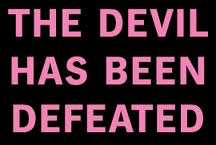 THE DEVIL
HAS BEEN
DEFEATED